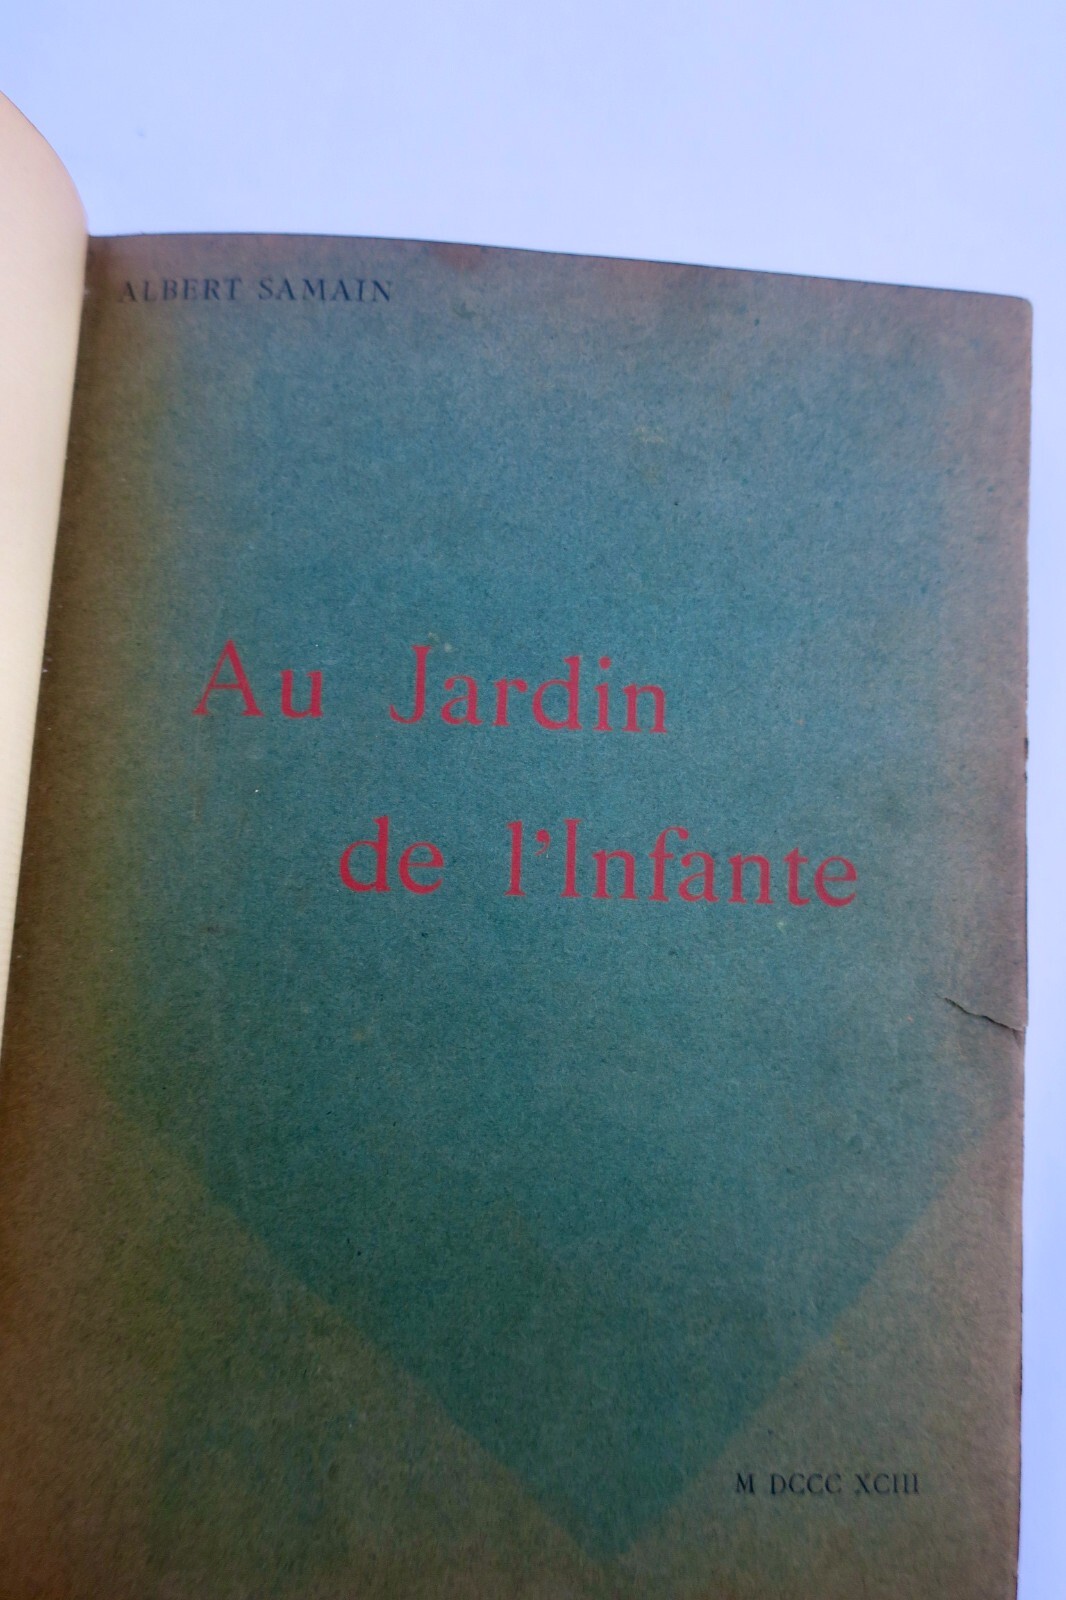 ALBERT SAMAIN
Au Jardin
de l'Infante
M DCCC XCIII